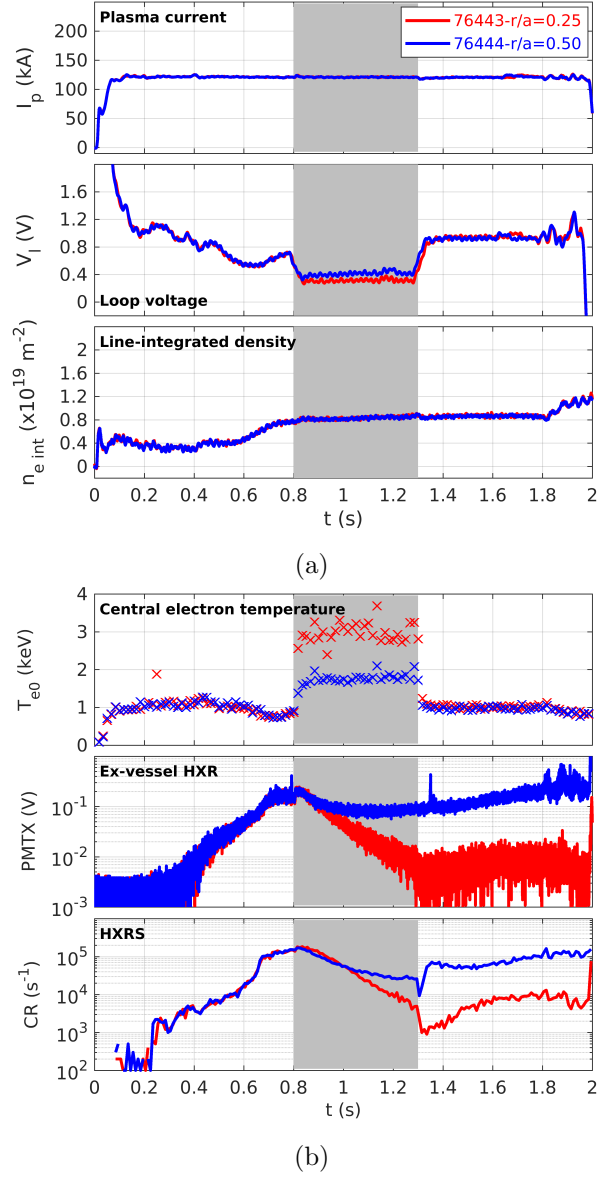 Plasma current
76443-r/a=0.25
76444-r/a=0.50
I_p (kA)
200
150
100
50
0
V_l (V)
1.6
1.2
0.8
0.4
0
Loop voltage
Line-integrated density
n_e int (x10^19 m^-2)
2
1.6
1.2
0.8
0.4
0
0 0.2 0.4 0.6 0.8 1 1.2 1.4 1.6 1.8 2
t (s)
(a)
Central electron temperature
T_e0 (keV)
4
3
2
1
0
Ex-vessel HXR
PMTX (V)
10^-1
10^-2
10^-3
HXRS
CR (s^-1)
10^5
10^4
10^3
10^2
0 0.2 0.4 0.6 0.8 1 1.2 1.4 1.6 1.8 2
t (s)
(b)